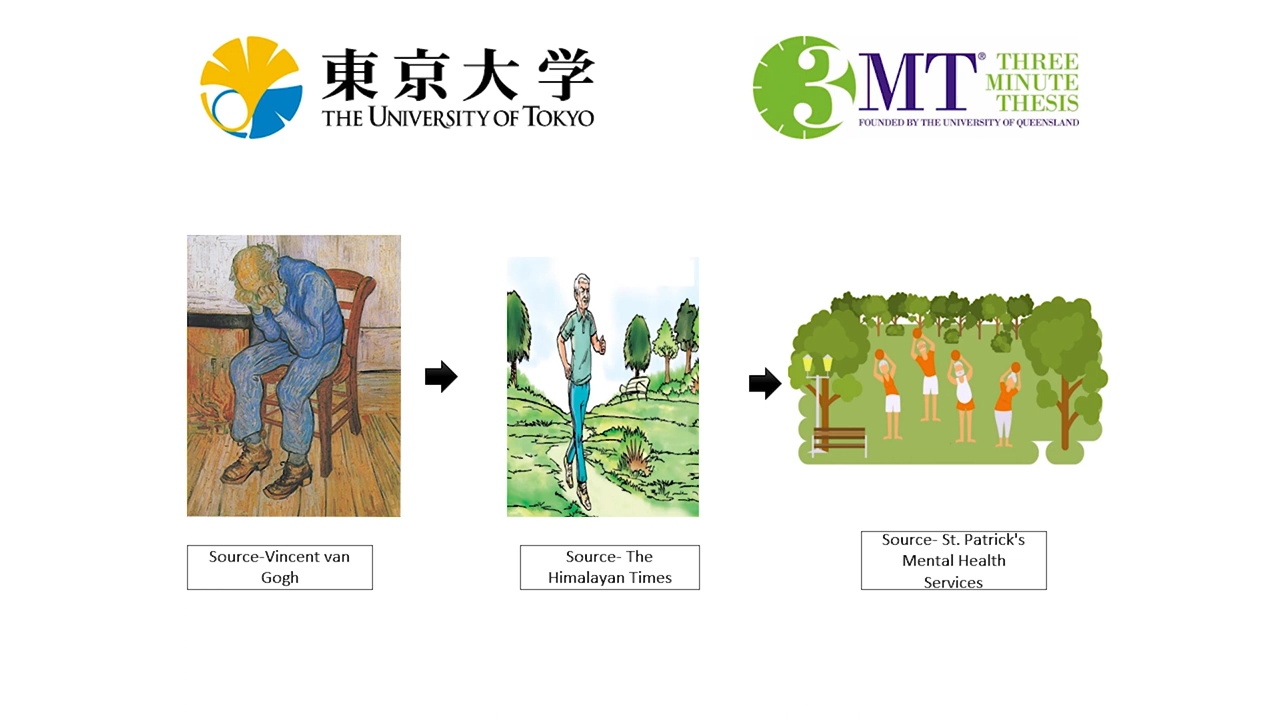 東京大学
THE UNIVERSITY OF TOKYO
3MT® THREE
MINUTE
THESIS
FOUNDED BY THE UNIVERSITY OF QUEENSLAND
Source-Vincent van
Gogh
Source- The
Himalayan Times
Source- St. Patrick's
Mental Health
Services